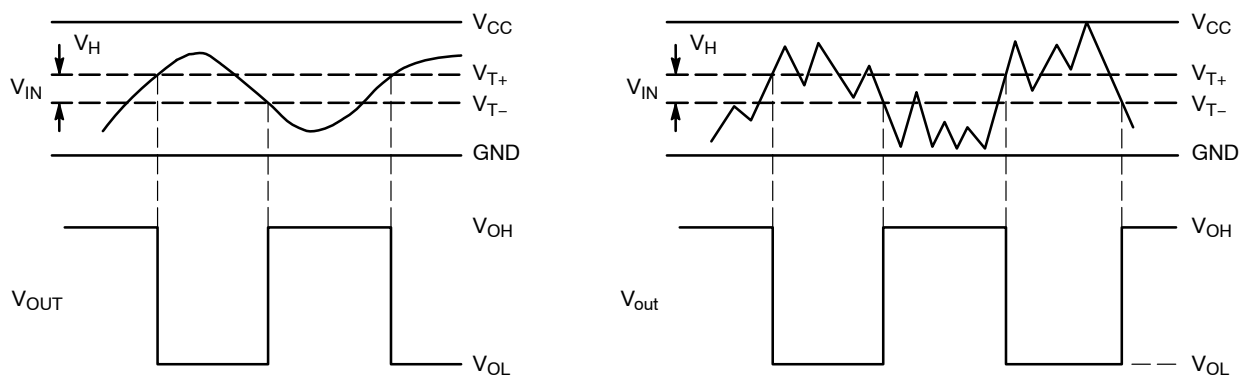 V_CC
V_H
V_IN
V_T+
V_T−
GND
V_OH
V_OUT
V_OL
V_CC
V_H
V_IN
V_T+
V_T−
GND
V_OH
V_out
V_OL